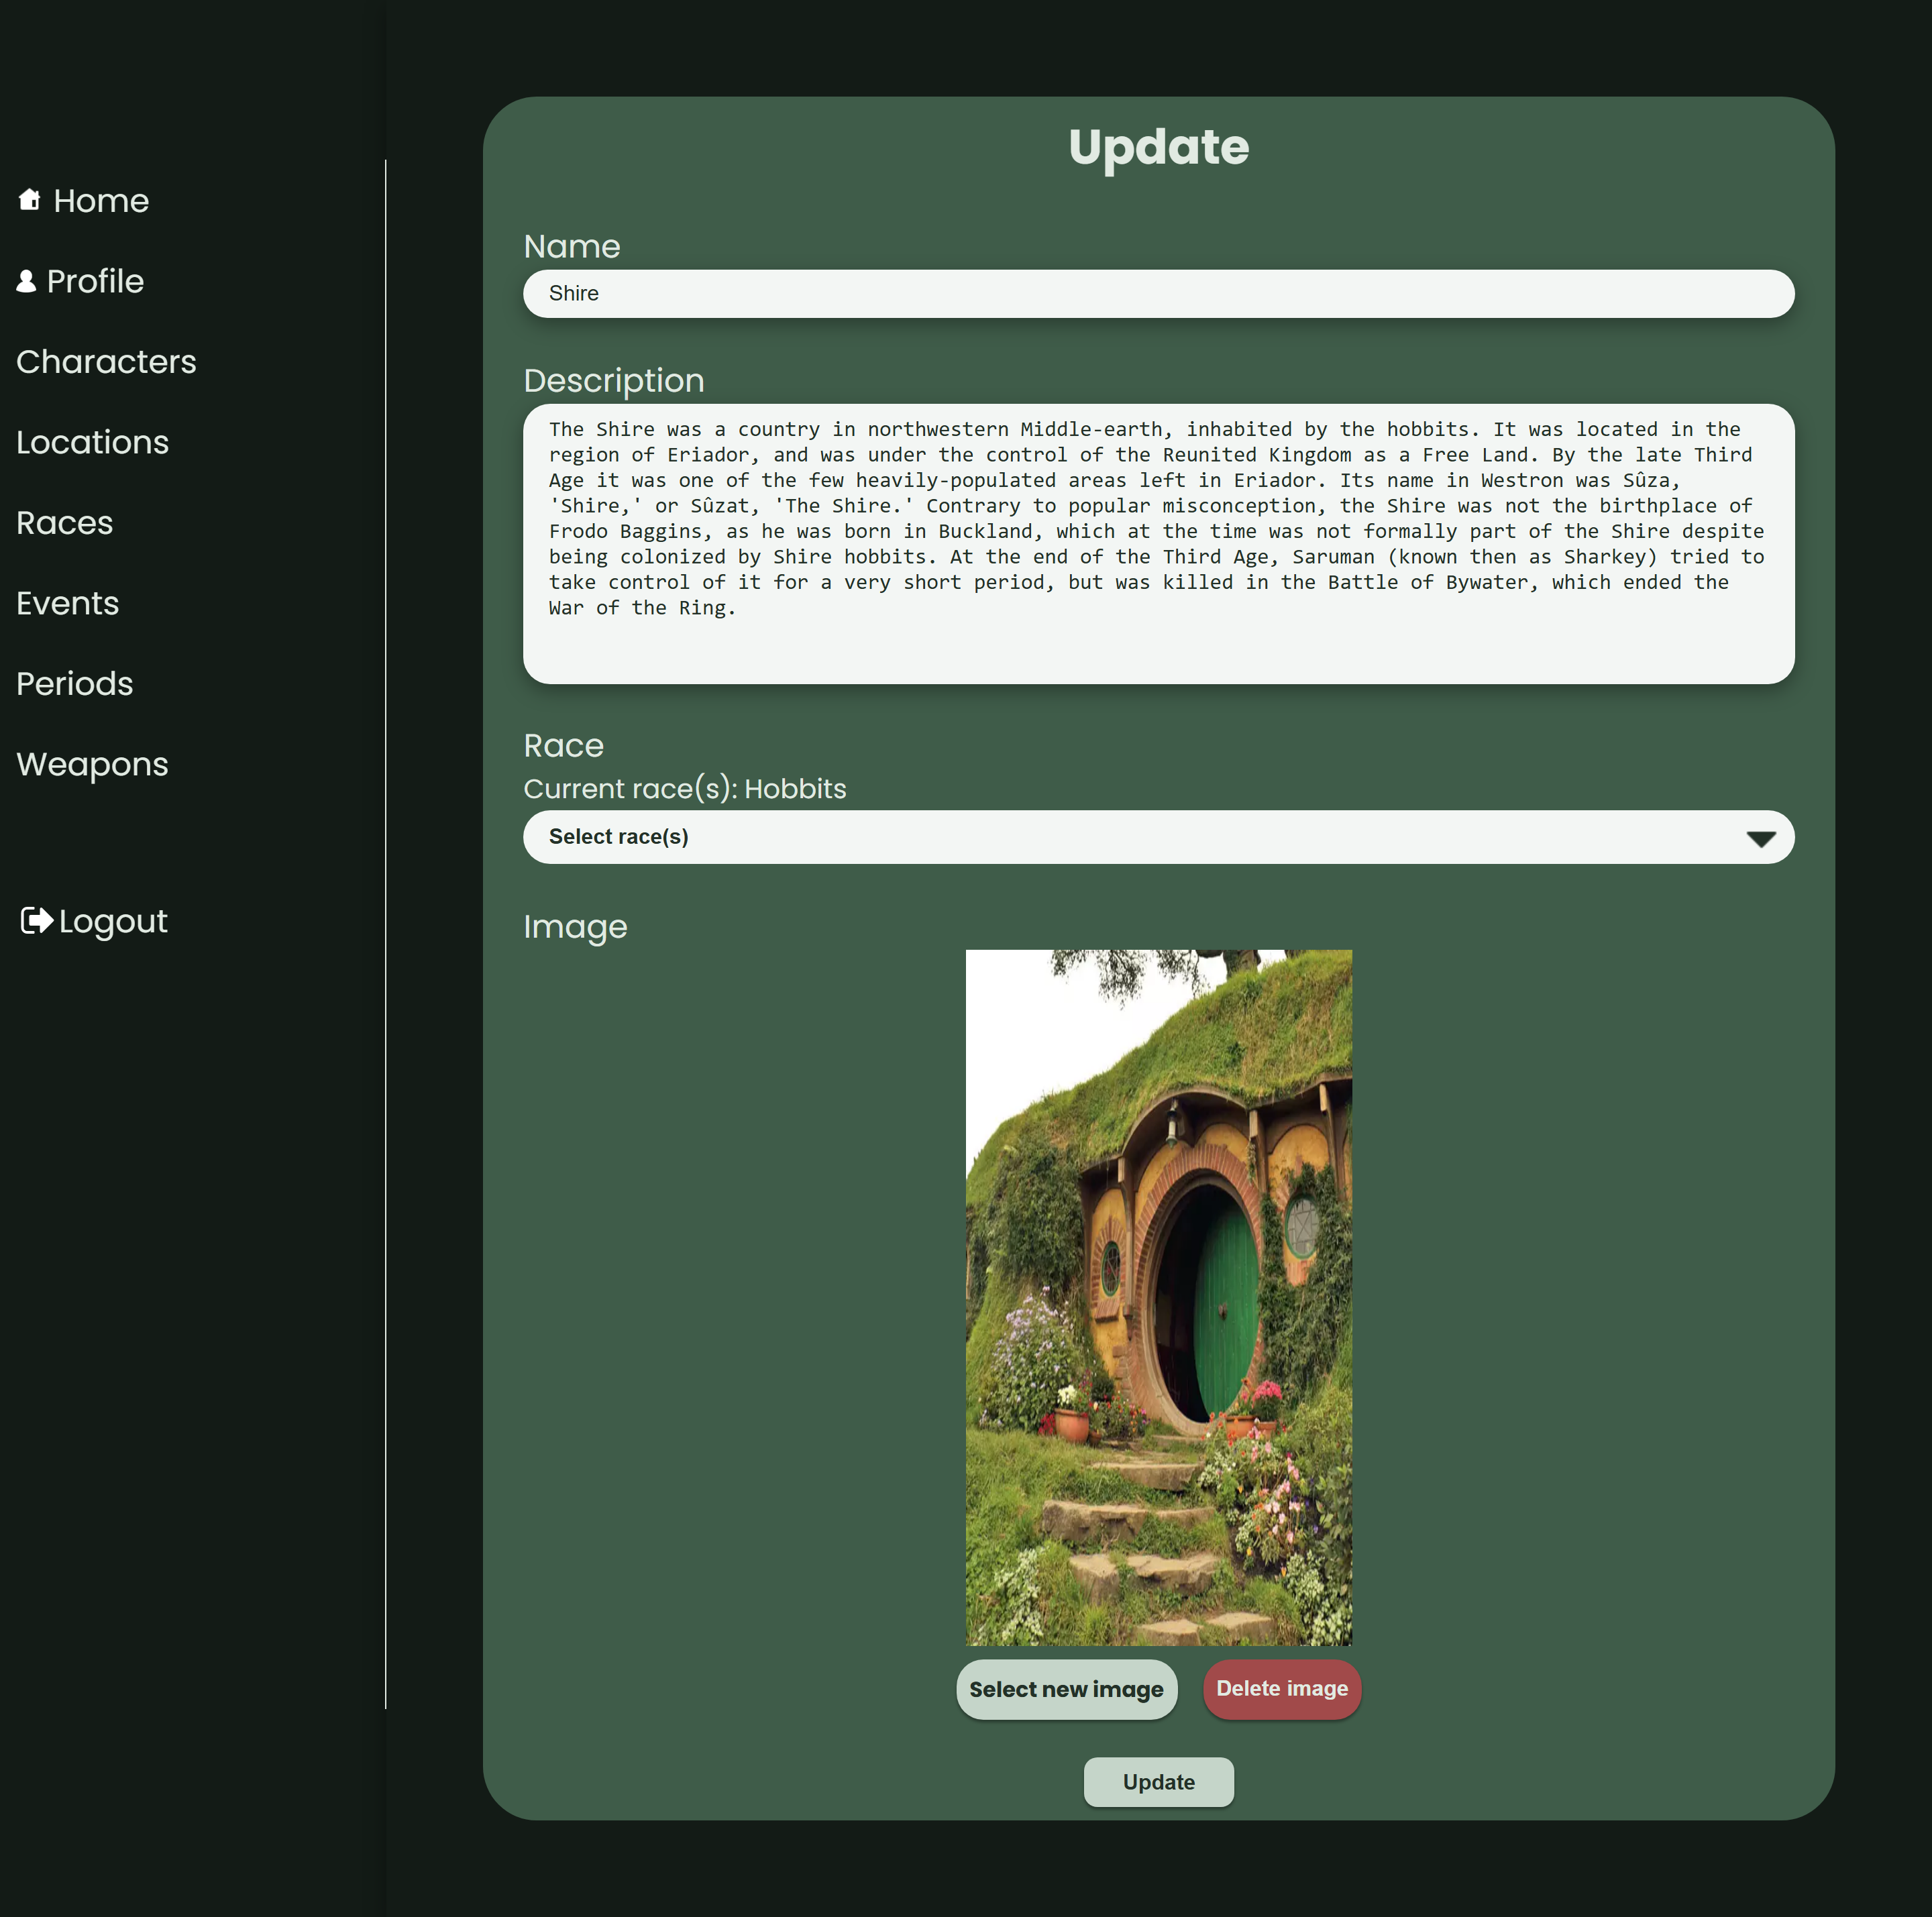 Home
Profile
Characters
Locations
Races
Events
Periods
Weapons
Logout
Update
Name
Shire
Description
The Shire was a country in northwestern Middle-earth, inhabited by the hobbits. It was located in the
region of Eriador, and was under the control of the Reunited Kingdom as a Free Land. By the late Third
Age it was one of the few heavily-populated areas left in Eriador. Its name in Westron was Sûza,
'Shire,' or Sûzat, 'The Shire.' Contrary to popular misconception, the Shire was not the birthplace of
Frodo Baggins, as he was born in Buckland, which at the time was not formally part of the Shire despite
being colonized by Shire hobbits. At the end of the Third Age, Saruman (known then as Sharkey) tried to
take control of it for a very short period, but was killed in the Battle of Bywater, which ended the
War of the Ring.
Race
Current race(s): Hobbits
Select race(s)
Image
Select new image
Delete image
Update